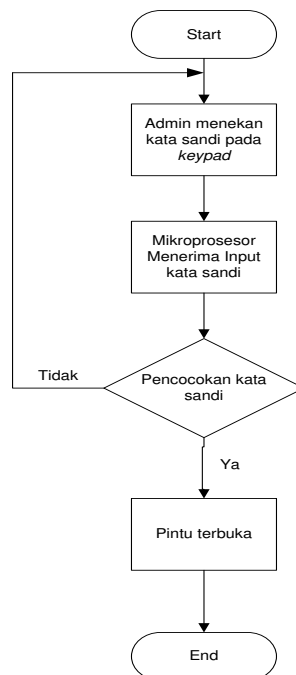 Start
Admin menekan
kata sandi pada
keypad
Mikroprosesor
Menerima Input
kata sandi
Tidak
Pencocokan kata
sandi
Ya
Pintu terbuka
End